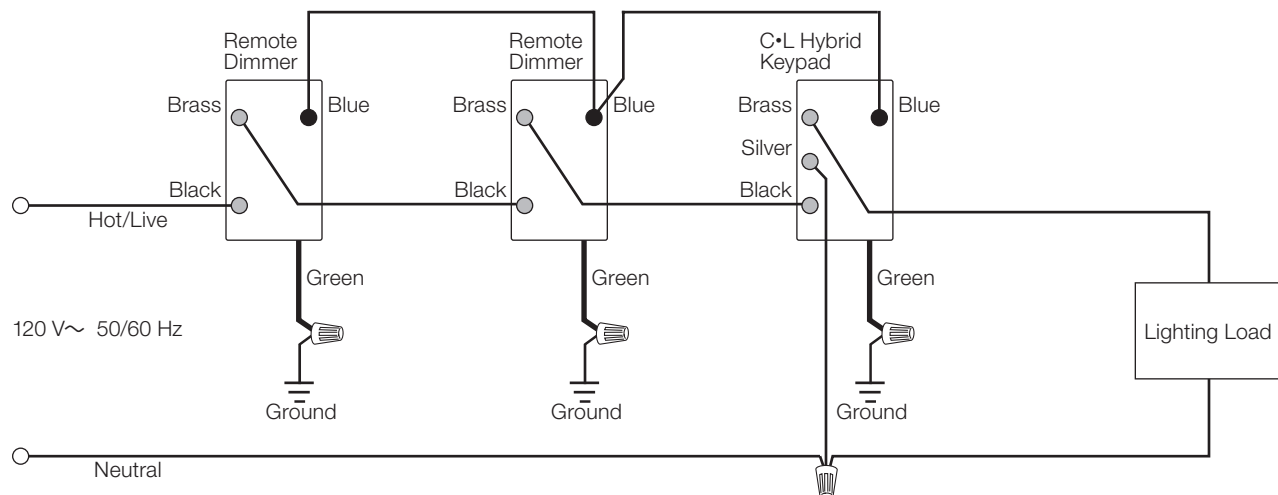 Remote
Dimmer
Remote
Dimmer
C•L Hybrid
Keypad
Brass
Blue
Brass
Blue
Brass
Blue
Silver
Black
Black
Black
Hot/Live
Green
Green
Green
120 V~ 50/60 Hz
Lighting Load
Ground
Ground
Ground
Neutral